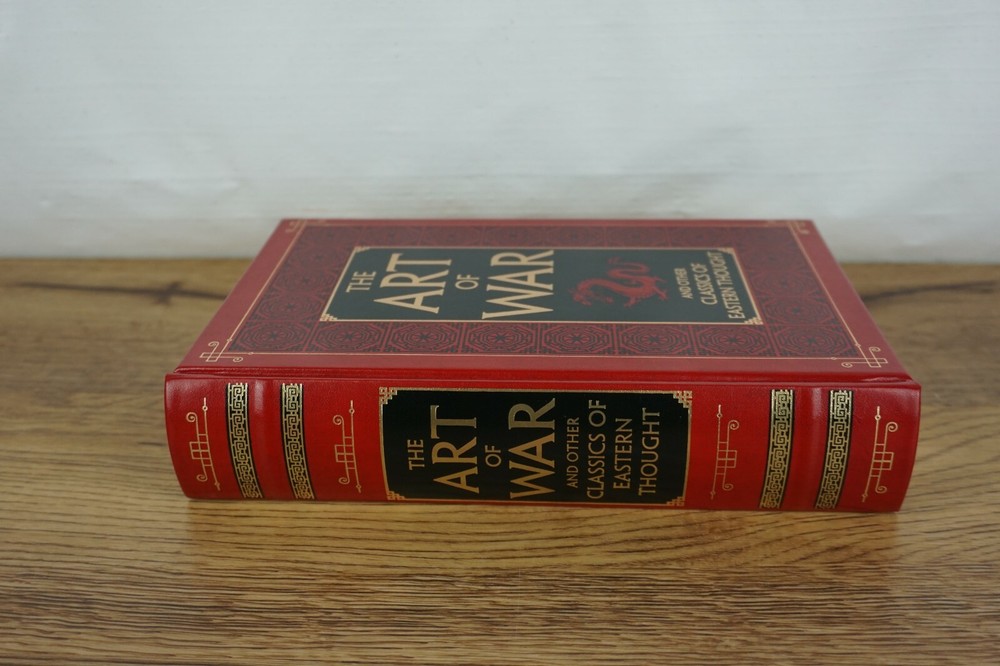 THE
ART
OF
WAR
AND OTHER
CLASSICS OF
EASTERN THOUGHT
THE
ART
OF
WAR
AND OTHER
CLASSICS OF
EASTERN
THOUGHT